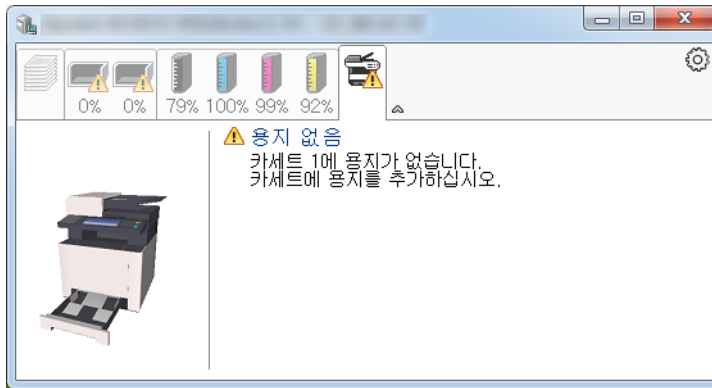 0% 0% 79% 100% 99% 92%
용지 없음
카세트 1에 용지가 없습니다.
카세트에 용지를 추가하십시오.